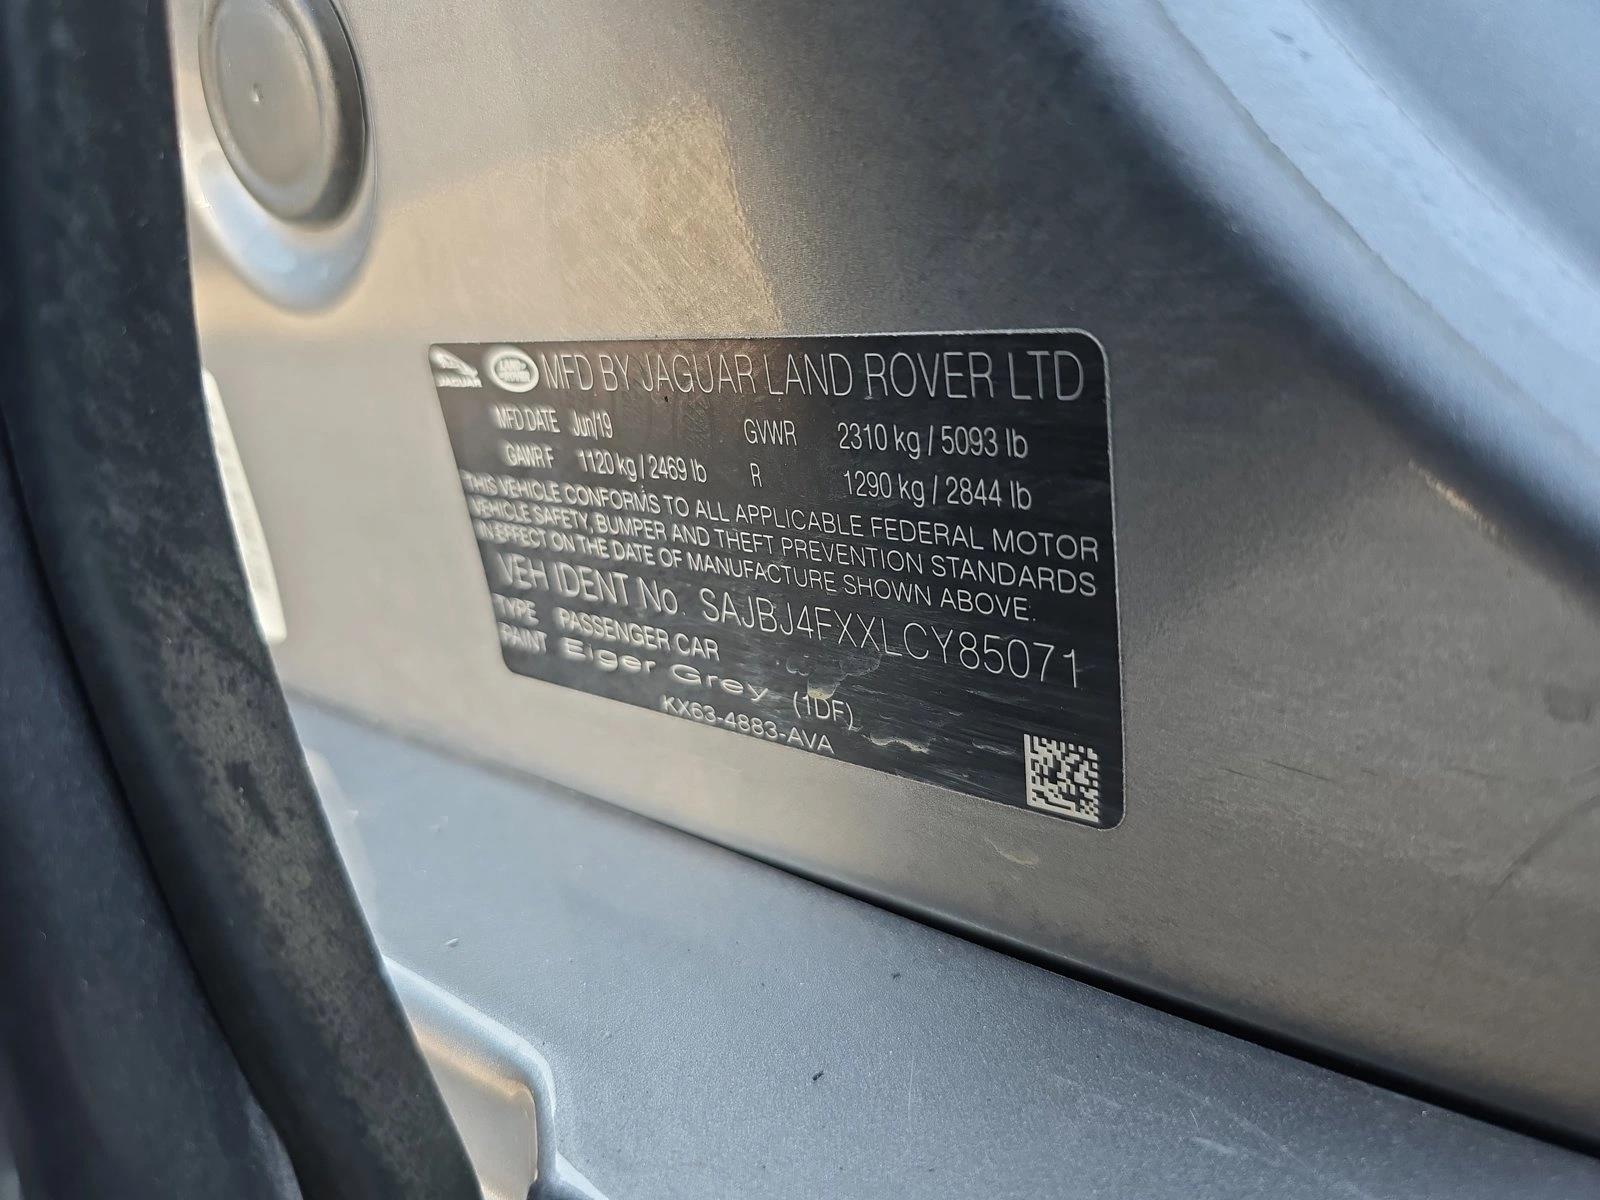 JAGUAR LAND ROVER MFD BY JAGUAR LAND ROVER LTD
MFD DATE Jun/19 GVWR 2310 kg / 5093 lb
GAWR F 1120 kg / 2469 lb R 1290 kg / 2844 lb
THIS VEHICLE CONFORMS TO ALL APPLICABLE FEDERAL MOTOR
VEHICLE SAFETY, BUMPER AND THEFT PREVENTION STANDARDS
IN EFFECT ON THE DATE OF MANUFACTURE SHOWN ABOVE.
VEH IDENT No. SAJBJ4FXXLCY85071
TYPE PASSENGER CAR
PAINT Eiger Grey (1DF)
KX63-4883-AVA